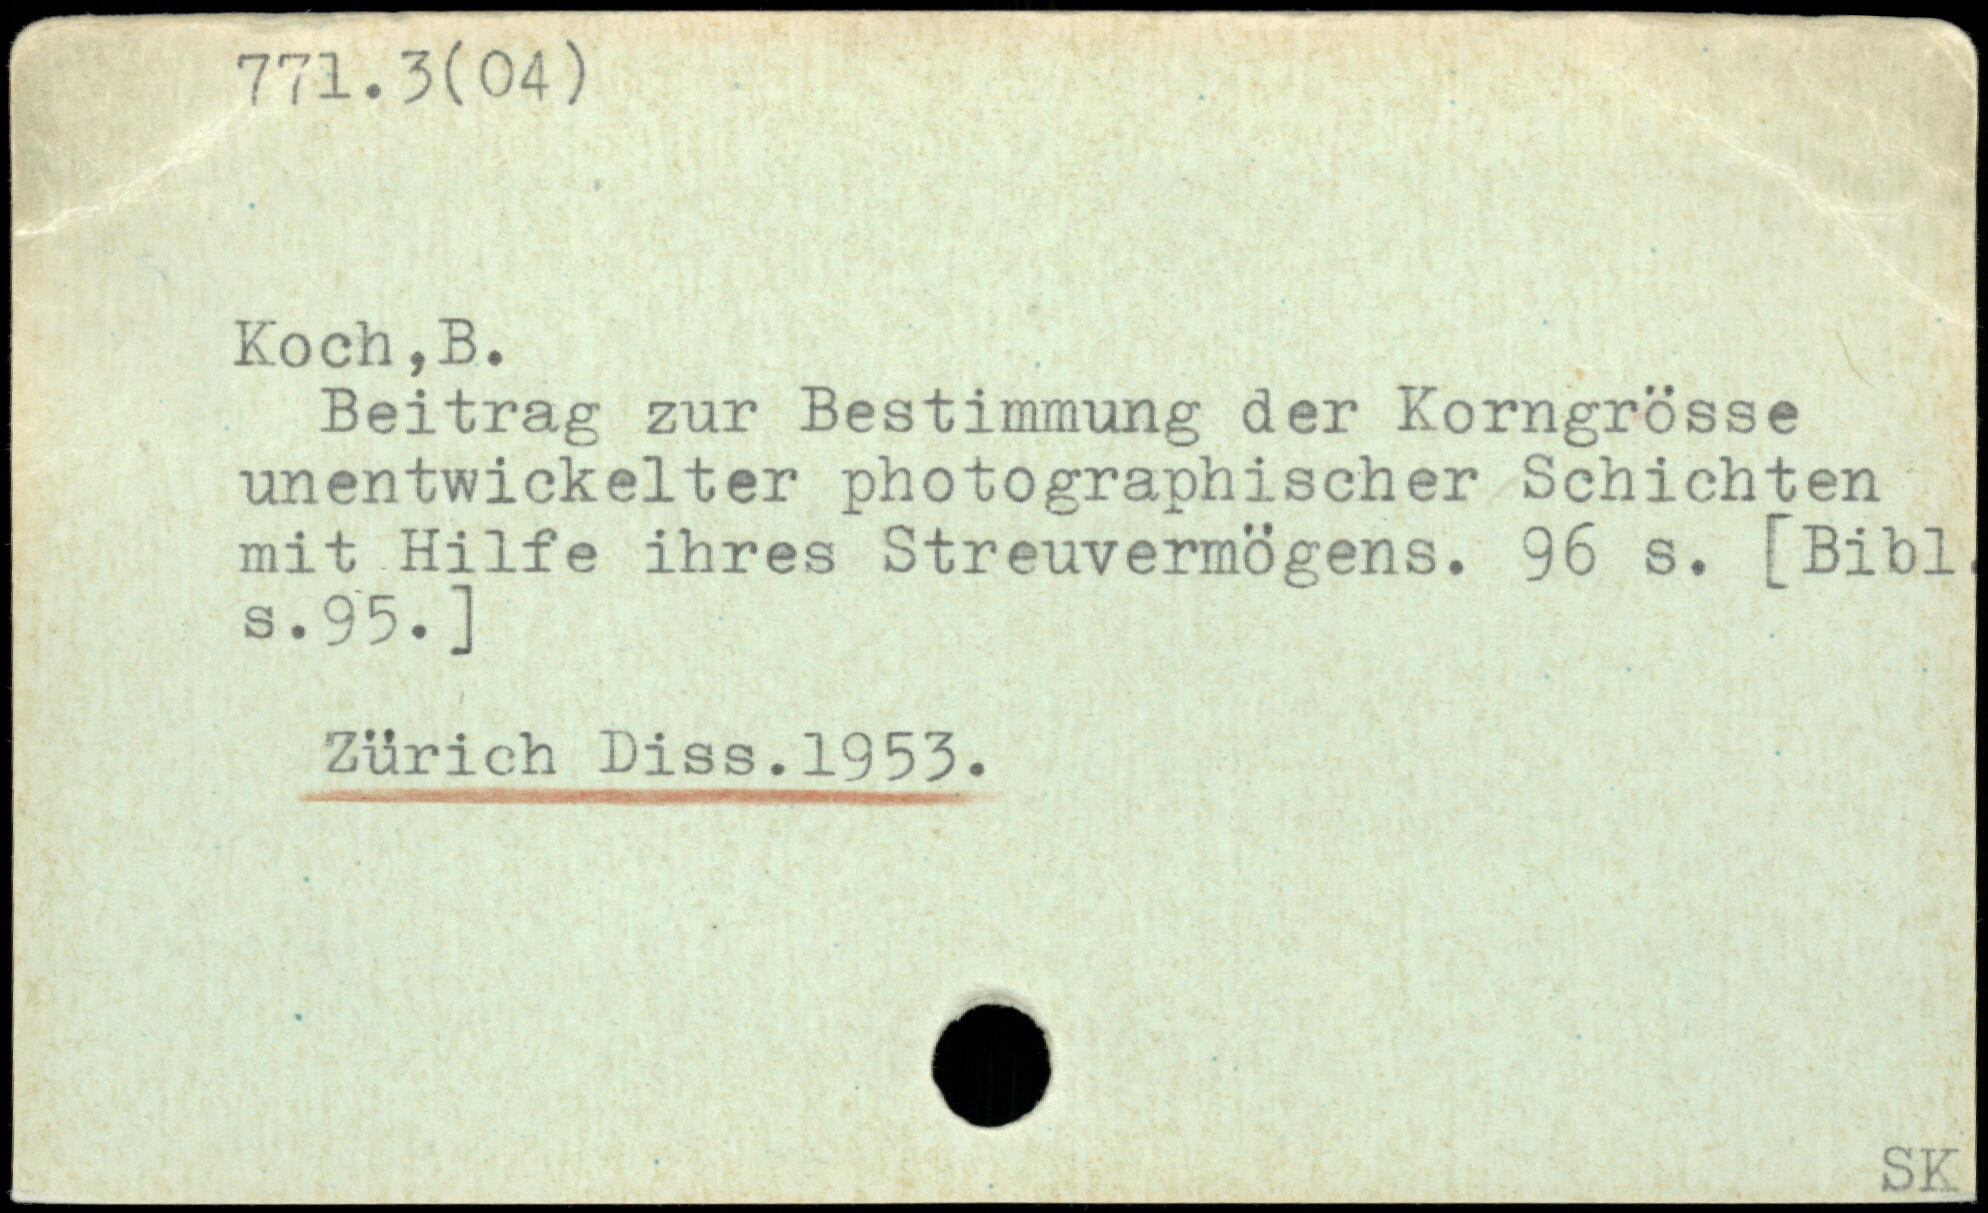 771.3(04)
Koch,B.
Beitrag zur Bestimmung der Korngrösse
unentwickelter photographischer Schichten
mit Hilfe ihres Streuvermögens. 96 s. [Bibl.
s.95.]
Zürich Diss.1953.
SK